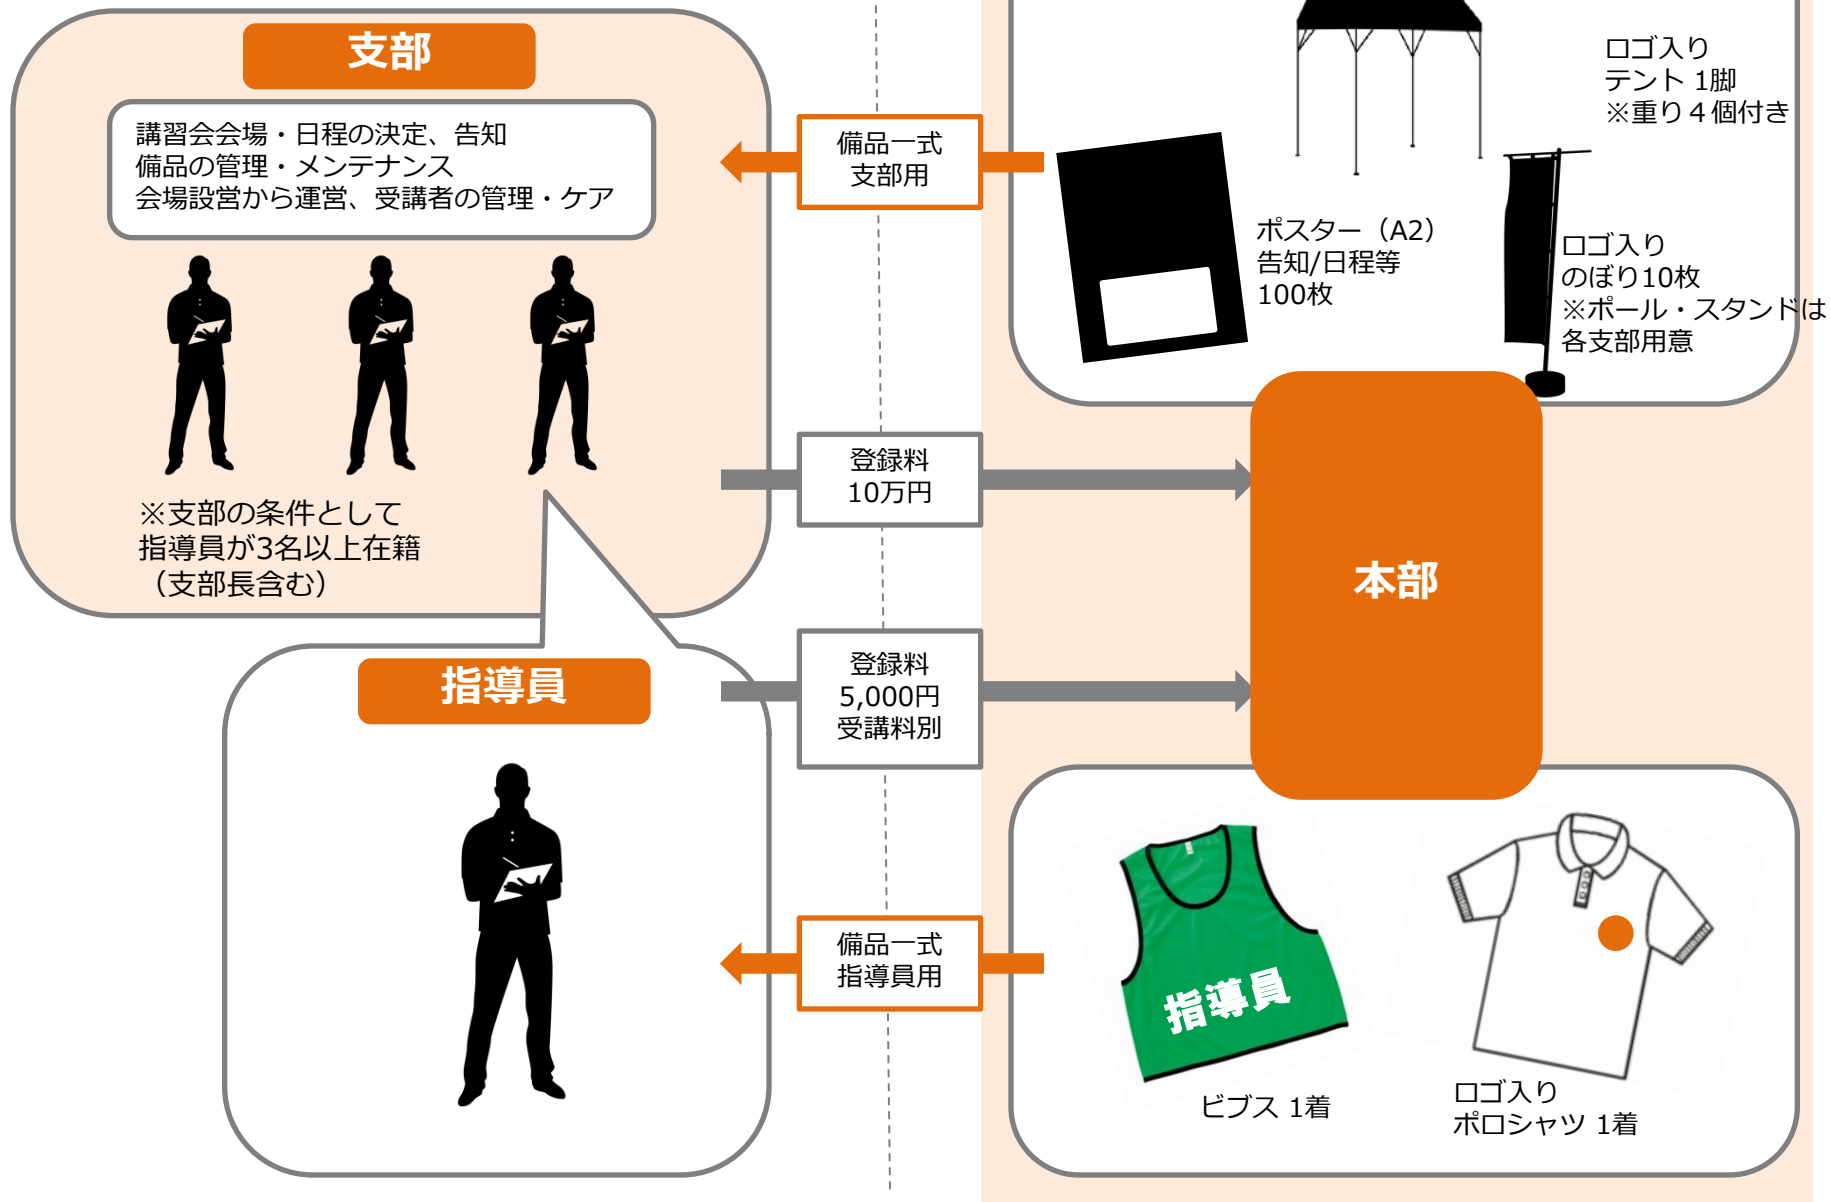 支部
講習会会場・日程の決定、告知
備品の管理・メンテナンス
会場設営から運営、受講者の管理・ケア
※支部の条件として
指導員が3名以上在籍
（支部長含む）
備品一式
支部用
ロゴ入り
テント 1脚
※重り４個付き
ポスター（A2）
告知/日程等
100枚
ロゴ入り
のぼり10枚
※ポール・スタンドは
各支部用意
登録料
10万円
本部
指導員
登録料
5,000円
受講料別
備品一式
指導員用
指導員
ビブス 1着
ロゴ入り
ポロシャツ 1着